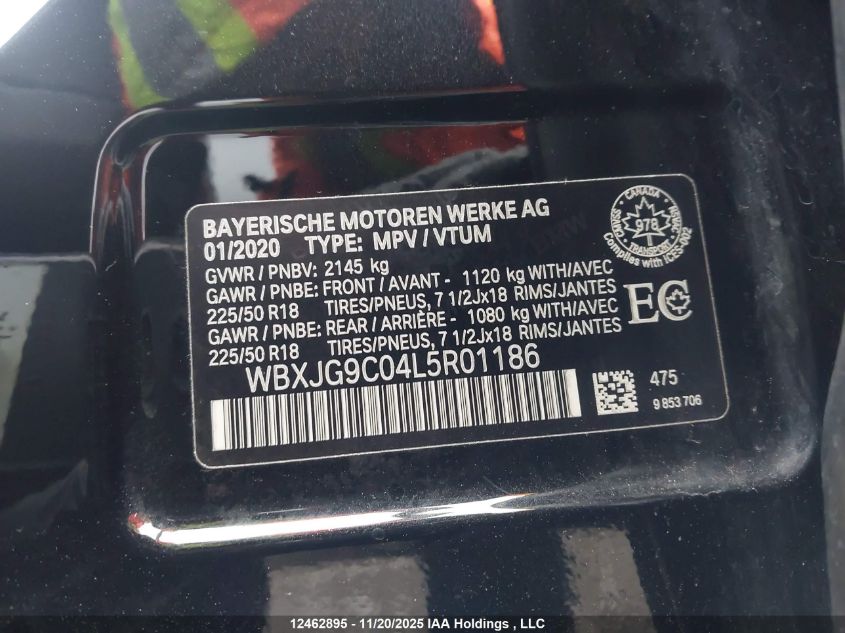 BAYERISCHE MOTOREN WERKE AG
01/2020 TYPE: MPV / VTUM
GVWR / PNBV: 2145 kg
GAWR / PNBE: FRONT / AVANT - 1120 kg WITH/AVEC
225/50 R18 TIRES/PNEUS, 7 1/2Jx18 RIMS/JANTES
GAWR / PNBE: REAR / ARRIÈRE - 1080 kg WITH/AVEC
225/50 R18 TIRES/PNEUS, 7 1/2Jx18 RIMS/JANTES
WBXJG9C04L5R01186
CANADA
978
TRANSPORT
Complies with ICES-002
EC
475
9 853 706
12462895 - 11/20/2025 IAA Holdings , LLC